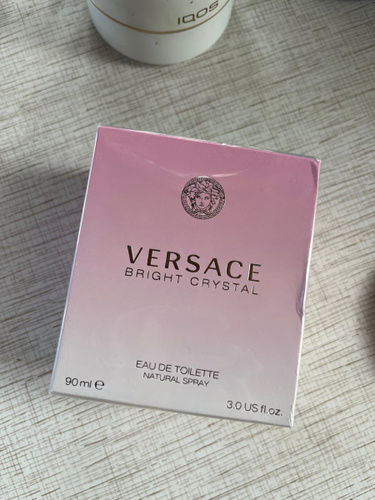 IQOS
VERSACE
BRIGHT CRYSTAL
EAU DE TOILETTE
NATURAL SPRAY
90 ml ℮
3.0 US fl.oz.